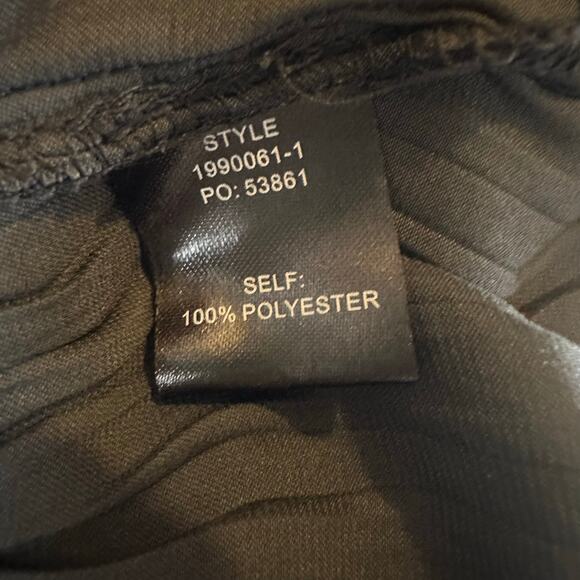 STYLE
1990061-1
PO: 53861
SELF:
100% POLYESTER